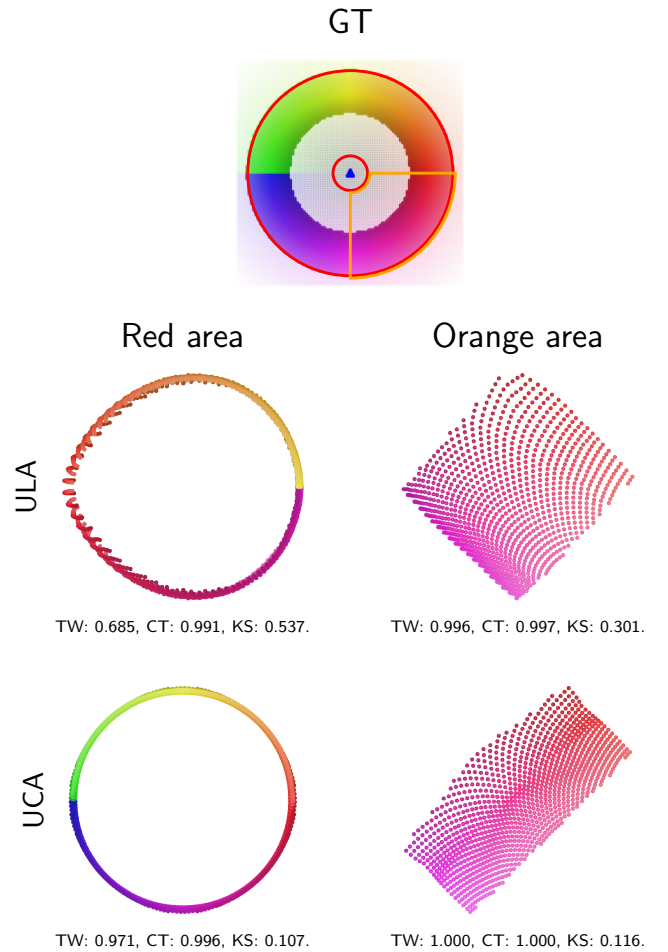 GT
Red area
Orange area
ULA
TW: 0.685, CT: 0.991, KS: 0.537.
TW: 0.996, CT: 0.997, KS: 0.301.
UCA
TW: 0.971, CT: 0.996, KS: 0.107.
TW: 1.000, CT: 1.000, KS: 0.116.